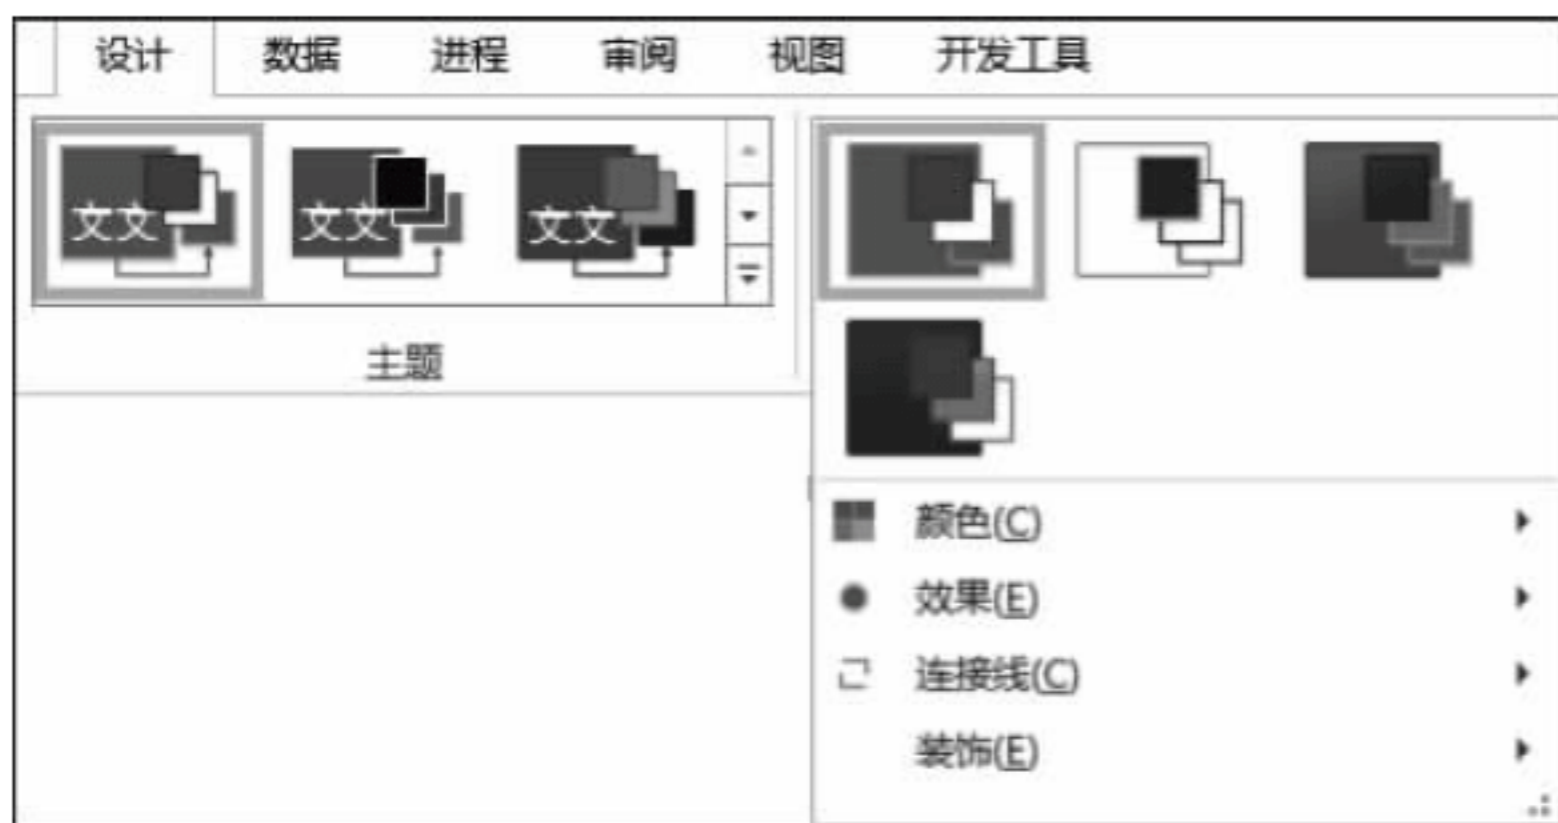 设计 数据 进程 审阅 视图 开发工具
文文 文文 文文
主题
颜色(C)
效果(E)
连接线(C)
装饰(E)